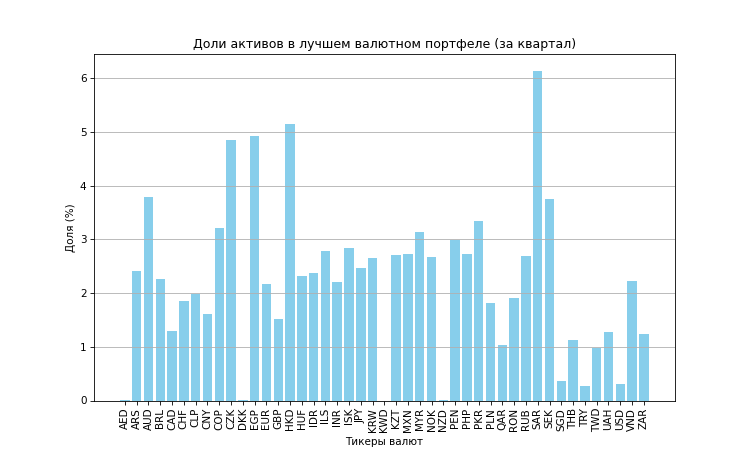 Доли активов в лучшем валютном портфеле (за квартал)
Доля (%)
6
5
4
3
2
1
0
AED ARS AUD BRL CAD CHF CLP CNY COP CZK DKK EGP EUR GBP HKD HUF IDR ILS INR ISK JPY KRW KWD KZT MXN MYR NOK NZD PEN PHP PKR PLN QAR RON RUB SAR SEK SGD THB TRY TWD UAH USD VND ZAR
Тикеры валют